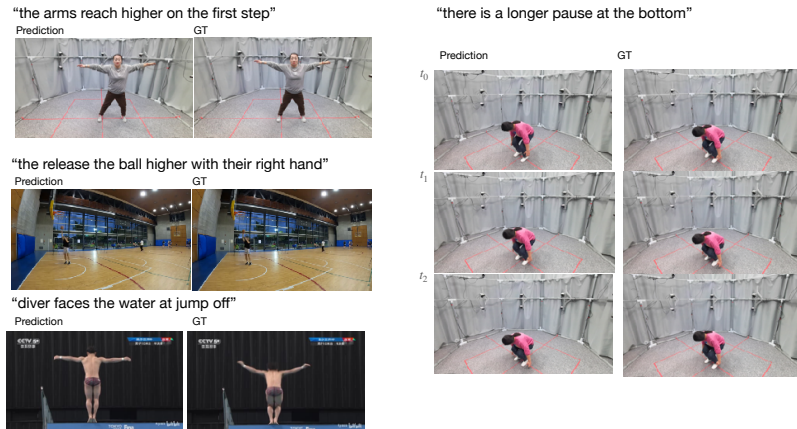 “the arms reach higher on the first step”
Prediction GT
“the release the ball higher with their right hand”
Prediction GT
“diver faces the water at jump off”
Prediction GT
CCTV 5+
“there is a longer pause at the bottom”
Prediction GT
t0
t1
t2